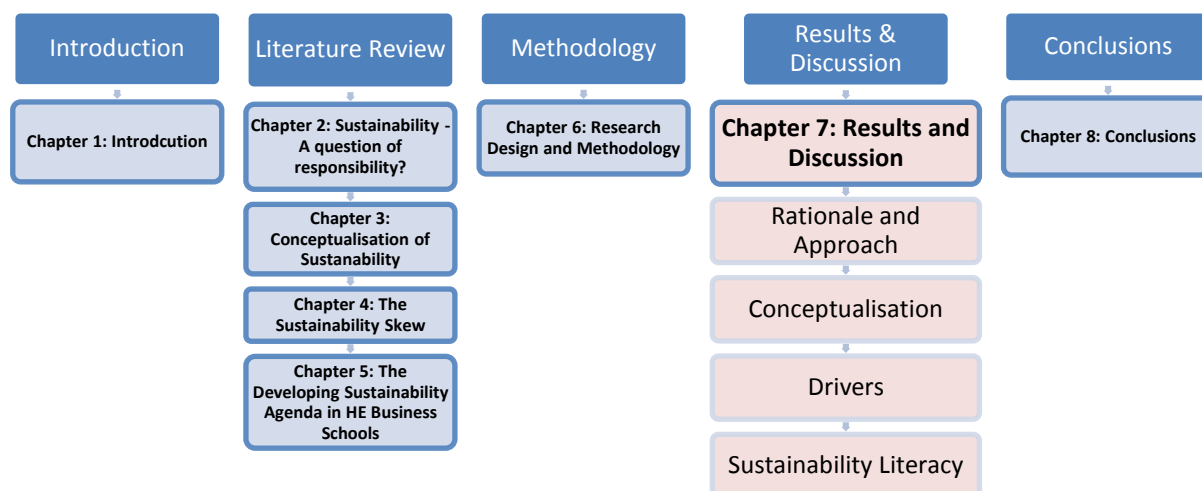 Introduction
Chapter 1: Introdcution
Literature Review
Chapter 2: Sustainability -
A question of
responsibility?
Chapter 3:
Conceptualisation of
Sustanability
Chapter 4: The
Sustainability Skew
Chapter 5: The
Developing Sustainability
Agenda in HE Business
Schools
Methodology
Chapter 6: Research
Design and Methodology
Results &
Discussion
Chapter 7: Results and
Discussion
Rationale and
Approach
Conceptualisation
Drivers
Sustainability Literacy
Conclusions
Chapter 8: Conclusions